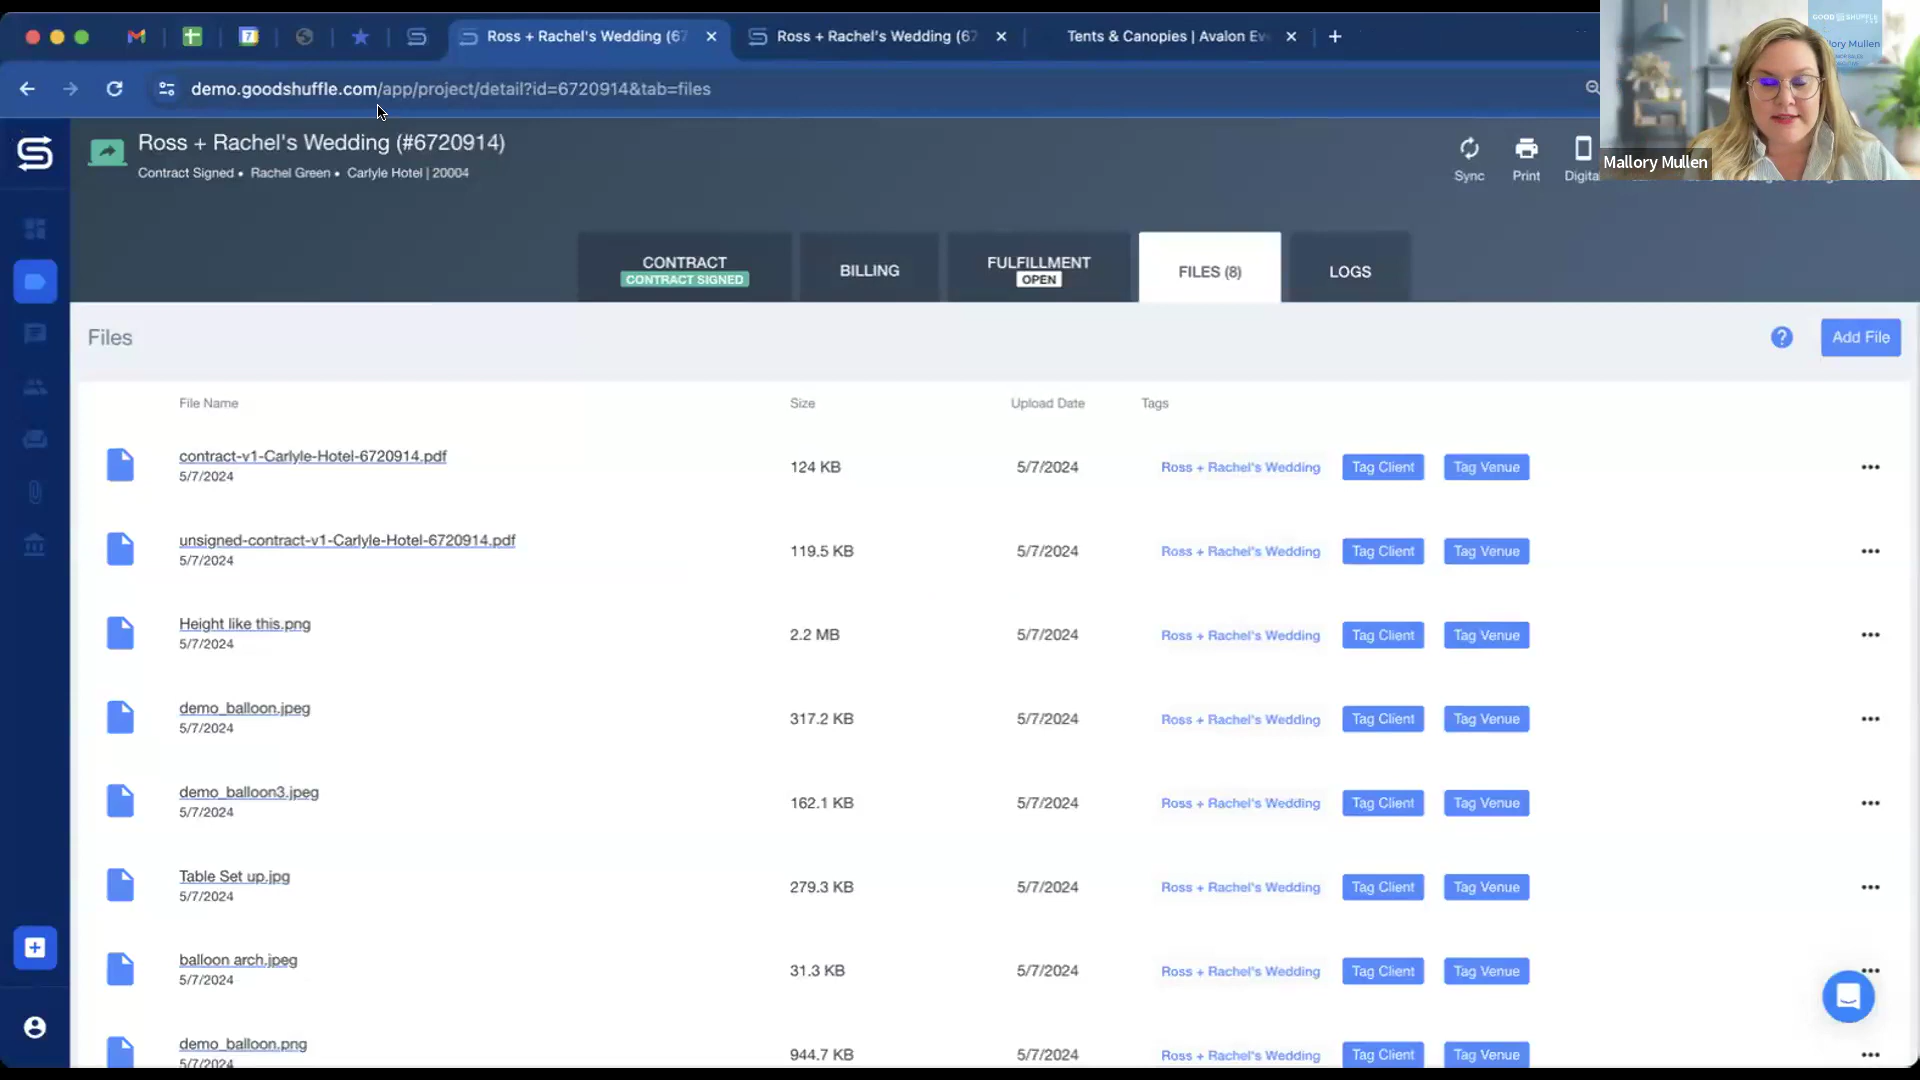 Ross + Rachel's Wedding (67
Ross + Rachel's Wedding (67
Tents & Canopies | Avalon Ev
demo.goodshuffle.com/app/project/detail?id=6720914&tab=files
Ross + Rachel's Wedding (#6720914)
Contract Signed • Rachel Green • Carlyle Hotel | 20004
Sync
Print
Digita
GOOD SHUFFLE
lory Mullen
Mallory Mullen
CONTRACT
CONTRACT SIGNED
BILLING
FULFILLMENT
OPEN
FILES (8)
LOGS
Files
?
Add File
File Name
Size
Upload Date
Tags
contract-v1-Carlyle-Hotel-6720914.pdf
5/7/2024
124 KB
5/7/2024
Ross + Rachel's Wedding
Tag Client
Tag Venue
unsigned-contract-v1-Carlyle-Hotel-6720914.pdf
5/7/2024
119.5 KB
5/7/2024
Ross + Rachel's Wedding
Tag Client
Tag Venue
Height like this.png
5/7/2024
2.2 MB
5/7/2024
Ross + Rachel's Wedding
Tag Client
Tag Venue
demo_balloon.jpeg
5/7/2024
317.2 KB
5/7/2024
Ross + Rachel's Wedding
Tag Client
Tag Venue
demo_balloon3.jpeg
5/7/2024
162.1 KB
5/7/2024
Ross + Rachel's Wedding
Tag Client
Tag Venue
Table Set up.jpg
5/7/2024
279.3 KB
5/7/2024
Ross + Rachel's Wedding
Tag Client
Tag Venue
balloon arch.jpeg
5/7/2024
31.3 KB
5/7/2024
Ross + Rachel's Wedding
Tag Client
Tag Venue
demo_balloon.png
5/7/2024
944.7 KB
5/7/2024
Ross + Rachel's Wedding
Tag Client
Tag Venue